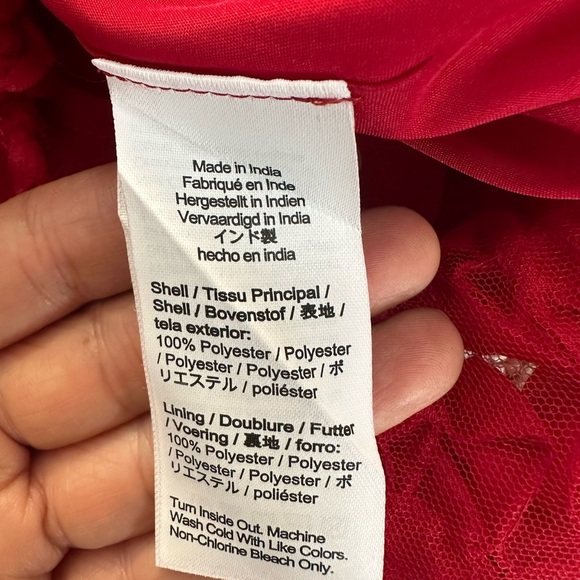 Made in India
Fabriqué en Inde
Hergestellt in Indien
Vervaardigd in India
インド製
hecho en india
Shell / Tissu Principal /
Shell / Bovenstof / 表地 /
tela exterior:
100% Polyester / Polyester
/ Polyester / Polyester / ポ
リエステル / poliéster
Lining / Doublure / Futter
/ Voering / 裏地 / forro:
100% Polyester / Polyester
/ Polyester / Polyester / ポ
リエステル / poliéster
Turn Inside Out. Machine
Wash Cold With Like Colors.
Non-Chlorine Bleach Only.